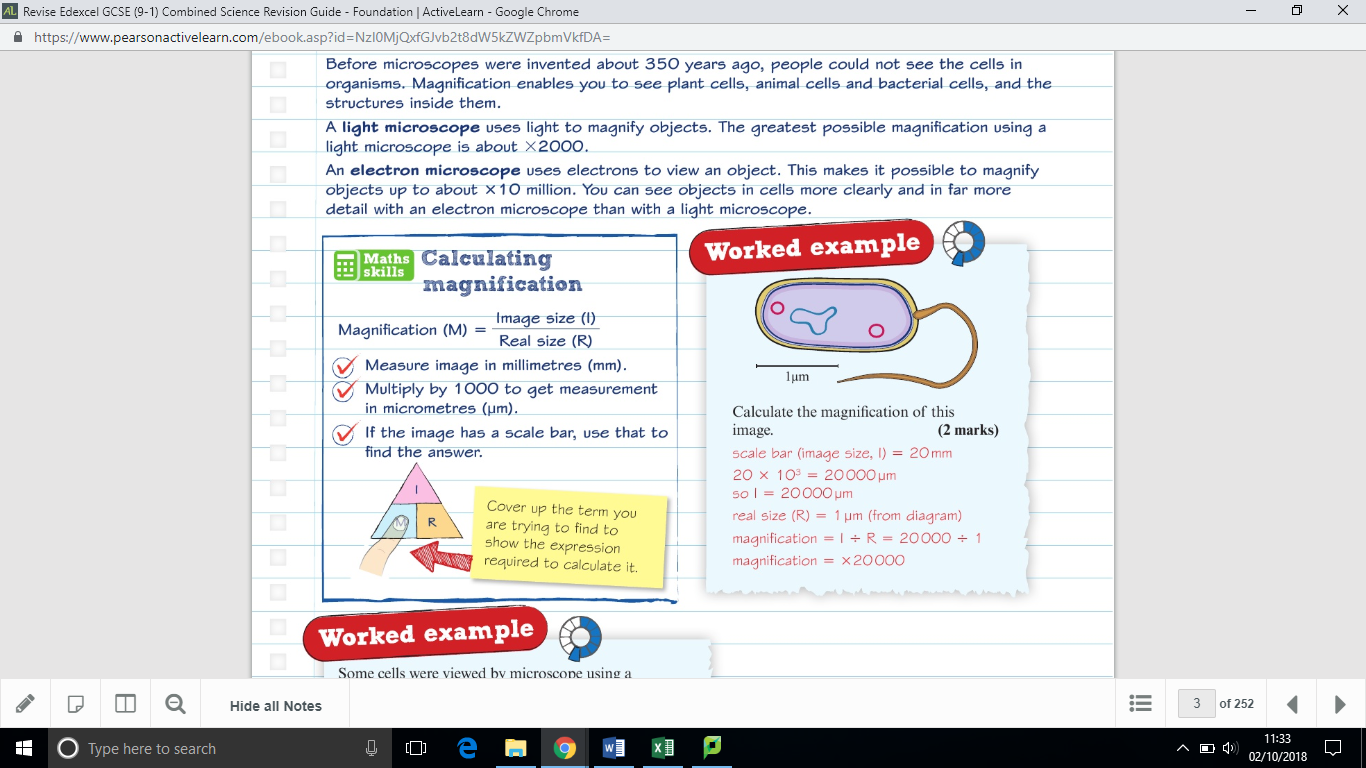 Revise Edexcel GCSE (9-1) Combined Science Revision Guide - Foundation | ActiveLearn - Google Chrome
https://www.pearsonactivelearn.com/ebook.asp?id=NzI0MjQxfGJvb2t8dW5kZWZpbmVkfDA=
Before microscopes were invented about 350 years ago, people could not see the cells in
organisms. Magnification enables you to see plant cells, animal cells and bacterial cells, and the
structures inside them.
A light microscope uses light to magnify objects. The greatest possible magnification using a
light microscope is about ×2000.
An electron microscope uses electrons to view an object. This makes it possible to magnify
objects up to about ×10 million. You can see objects in cells more clearly and in far more
detail with an electron microscope than with a light microscope.
Maths
skills
Calculating
magnification
Magnification (M) = Image size (I)
Real size (R)
Measure image in millimetres (mm).
Multiply by 1000 to get measurement
in micrometres (µm).
If the image has a scale bar, use that to
find the answer.
I
M
R
Cover up the term you
are trying to find to
show the expression
required to calculate it.
Worked example
1µm
Calculate the magnification of this
image. (2 marks)
scale bar (image size, I) = 20mm
20 × 10³ = 20000µm
so I = 20000µm
real size (R) = 1 µm (from diagram)
magnification = I ÷ R = 20000 ÷ 1
magnification = ×20000
Worked example
Some cells were viewed by microscope using a
Hide all Notes
3 of 252
Type here to search
11:33
02/10/2018